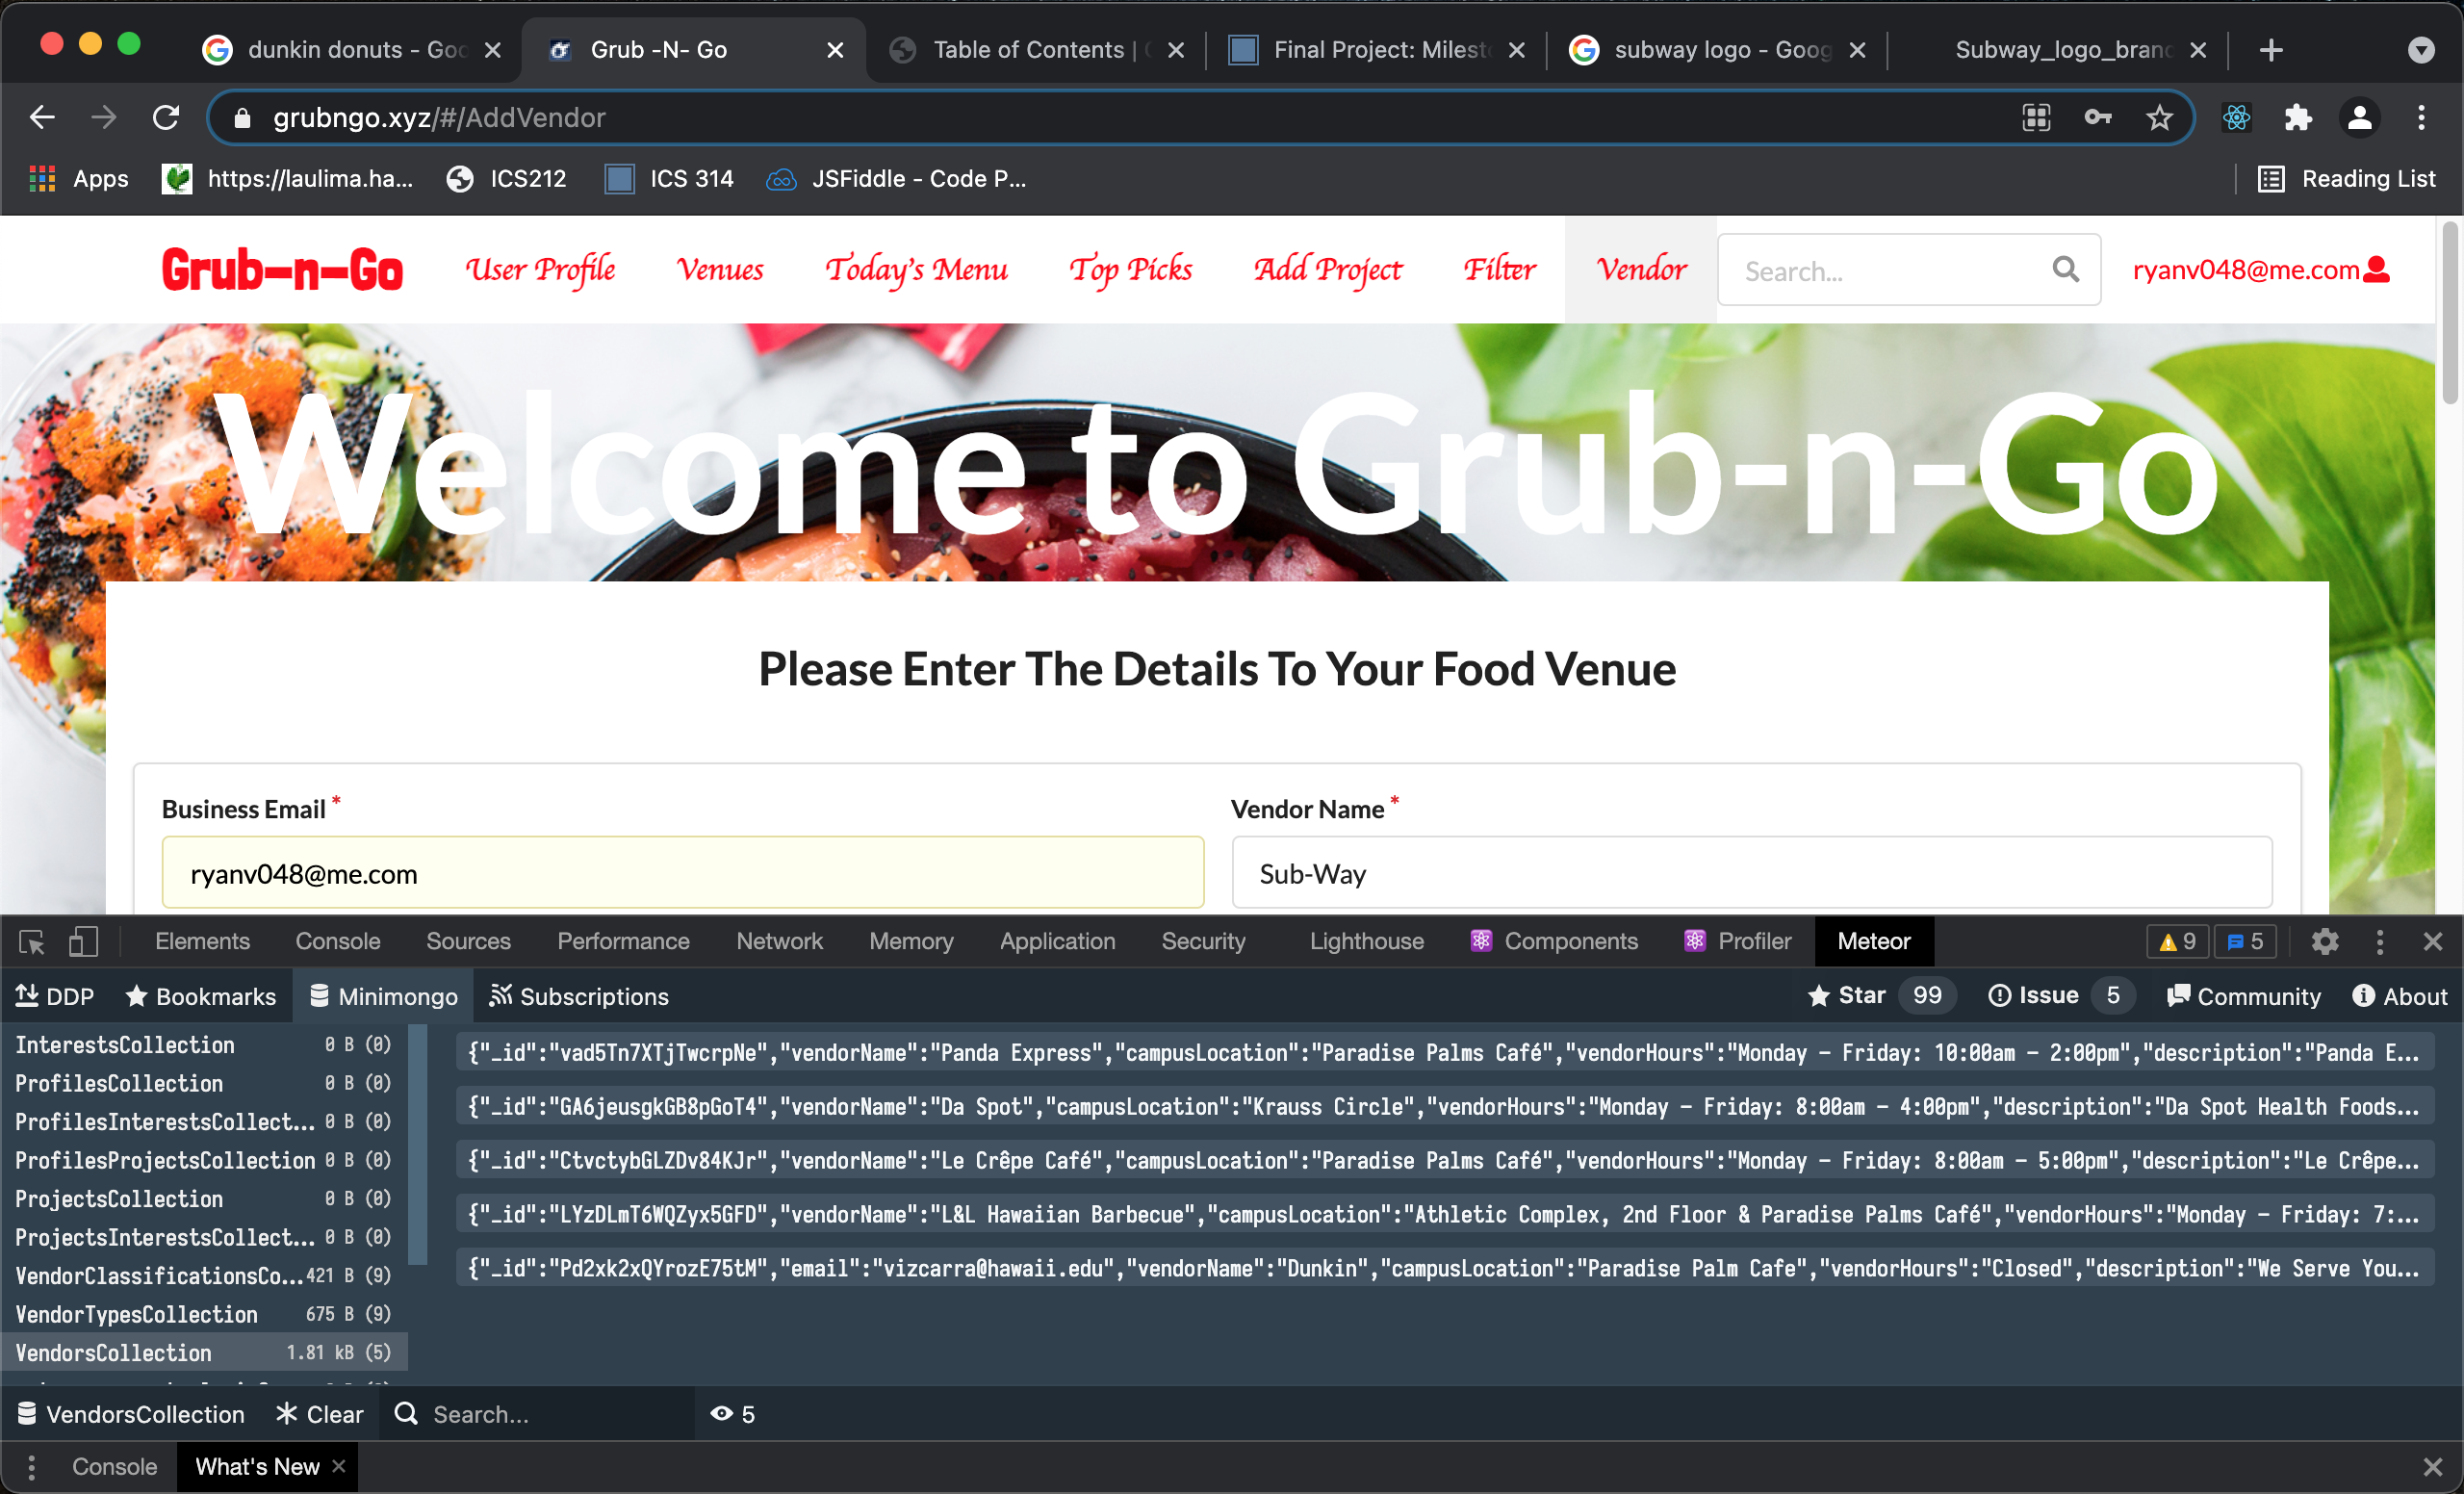 dunkin donuts - Goo
Grub -N- Go
Table of Contents |
Final Project: Milest
subway logo - Goog
Subway_logo_branc
grubngo.xyz/#/AddVendor
Apps
https://laulima.ha...
ICS212
ICS 314
JSFiddle - Code P...
Reading List
Grub-n-Go
User Profile
Venues
Today's Menu
Top Picks
Add Project
Filter
Vendor
Search...
ryanv048@me.com
Welcome to Grub-n-Go
Please Enter The Details To Your Food Venue
Business Email *
Vendor Name *
ryanv048@me.com
Sub-Way
Elements
Console
Sources
Performance
Network
Memory
Application
Security
Lighthouse
Components
Profiler
Meteor
9
5
DDP
Bookmarks
Minimongo
Subscriptions
Star 99
Issue 5
Community
About
InterestsCollection 0 B (0)
ProfilesCollection 0 B (0)
ProfilesInterestsCollect... 0 B (0)
ProfilesProjectsCollection 0 B (0)
ProjectsCollection 0 B (0)
ProjectsInterestsCollect... 0 B (0)
VendorClassificationsCo... 421 B (9)
VendorTypesCollection 675 B (9)
VendorsCollection 1.81 kB (5)
{"_id":"vad5Tn7XTjTwcrpNe","vendorName":"Panda Express","campusLocation":"Paradise Palms Café","vendorHours":"Monday – Friday: 10:00am – 2:00pm","description":"Panda E...
{"_id":"GA6jeusgkGB8pGoT4","vendorName":"Da Spot","campusLocation":"Krauss Circle","vendorHours":"Monday – Friday: 8:00am – 4:00pm","description":"Da Spot Health Foods...
{"_id":"CtvctybGLZDv84KJr","vendorName":"Le Crêpe Café","campusLocation":"Paradise Palms Café","vendorHours":"Monday – Friday: 8:00am – 5:00pm","description":"Le Crêpe...
{"_id":"LYzDLmT6WQZyx5GFD","vendorName":"L&L Hawaiian Barbecue","campusLocation":"Athletic Complex, 2nd Floor & Paradise Palms Café","vendorHours":"Monday – Friday: 7:...
{"_id":"Pd2xk2xQYrozE75tM","email":"vizcarra@hawaii.edu","vendorName":"Dunkin","campusLocation":"Paradise Palm Cafe","vendorHours":"Closed","description":"We Serve You...
VendorsCollection
Clear
Search...
5
Console
What's New